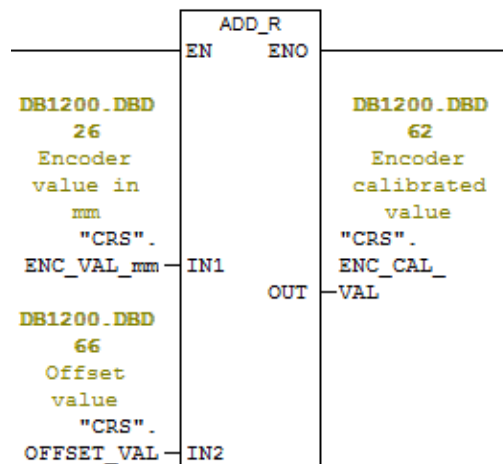 ADD_R
EN ENO
DB1200.DBD
26
Encoder
value in
mm
"CRS".
ENC_VAL_mm
IN1
DB1200.DBD
62
Encoder
calibrated
value
"CRS".
ENC_CAL_
VAL
OUT
DB1200.DBD
66
Offset
value
"CRS".
OFFSET_VAL
IN2